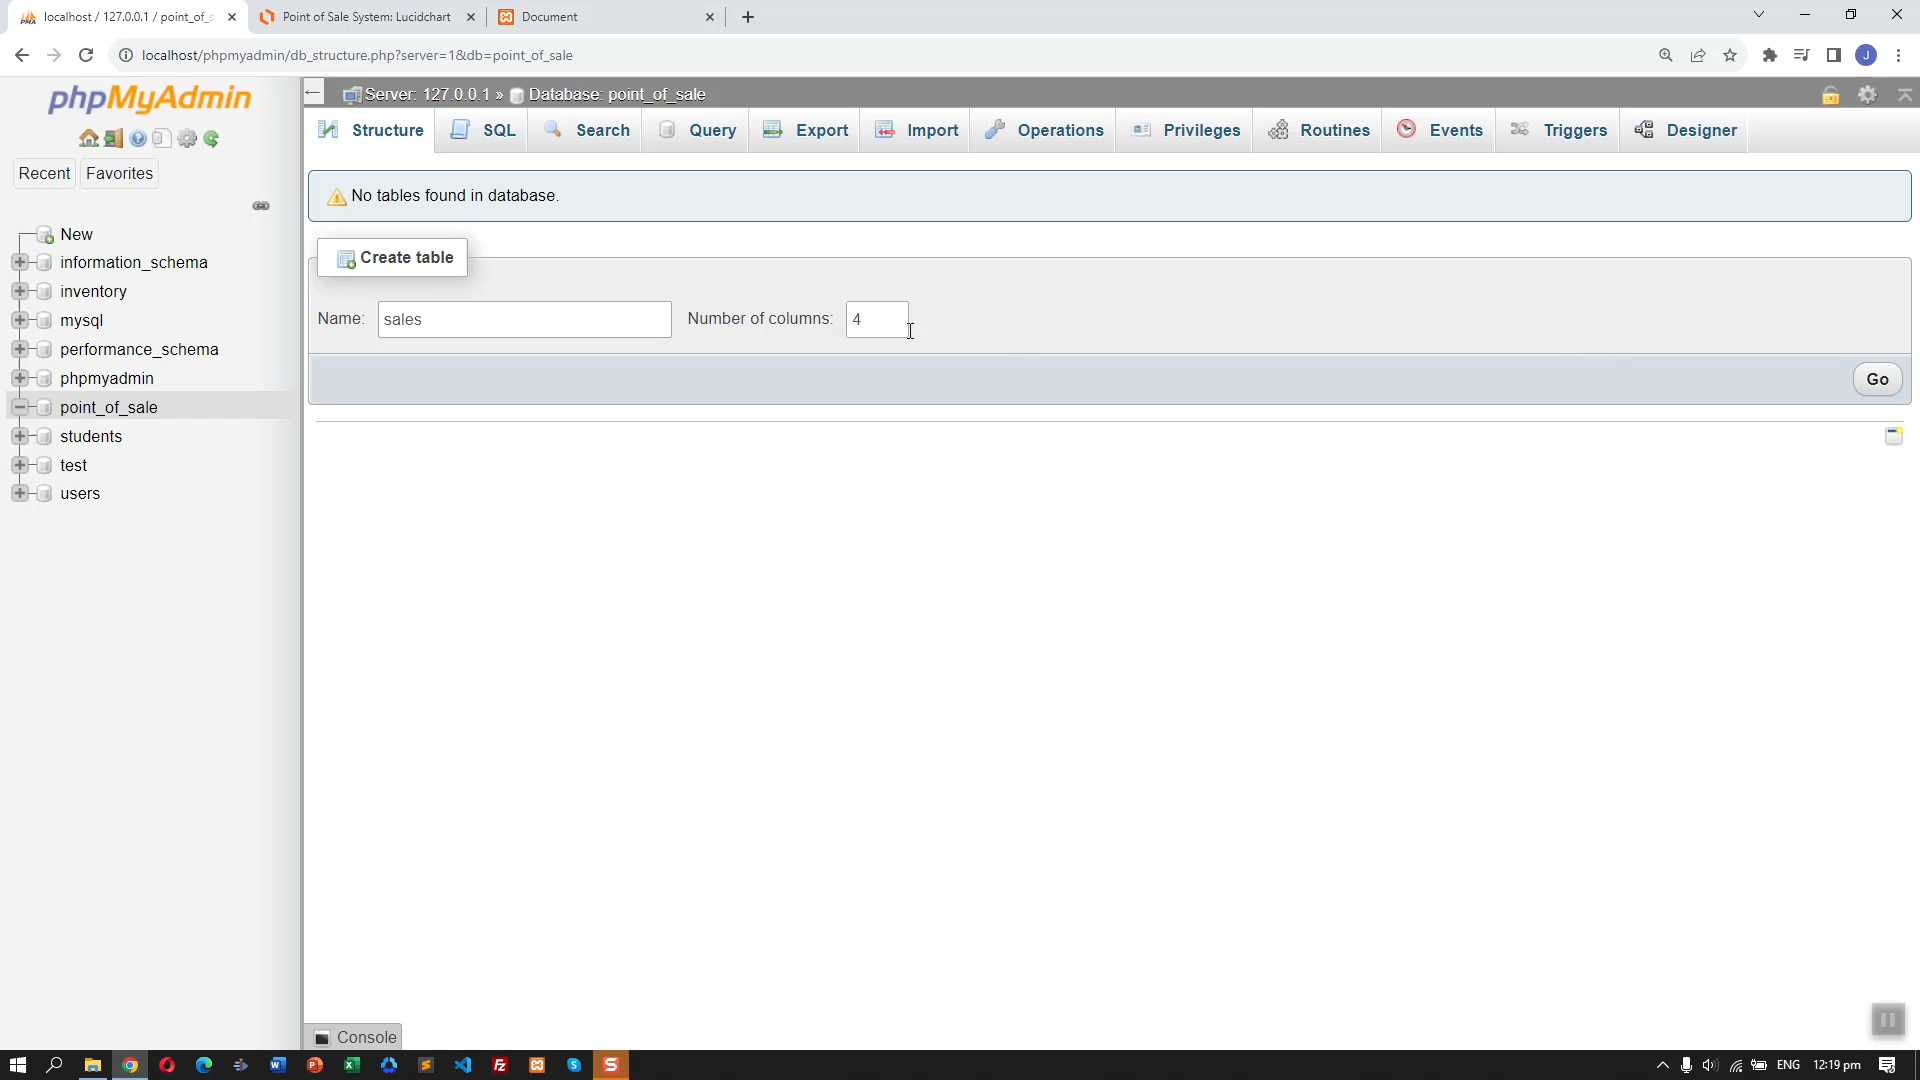 localhost / 127.0.0.1 / point_of_s
Point of Sale System: Lucidchart
Document
localhost/phpmyadmin/db_structure.php?server=1&db=point_of_sale
J
phpMyAdmin
Recent
Favorites
New
information_schema
inventory
mysql
performance_schema
phpmyadmin
point_of_sale
students
test
users
Server: 127.0.0.1 » Database: point_of_sale
Structure
SQL
Search
Query
Export
Import
Operations
Privileges
Routines
Events
Triggers
Designer
No tables found in database.
Create table
Name: sales
Number of columns: 4
Go
Console
ENG
12:19 pm